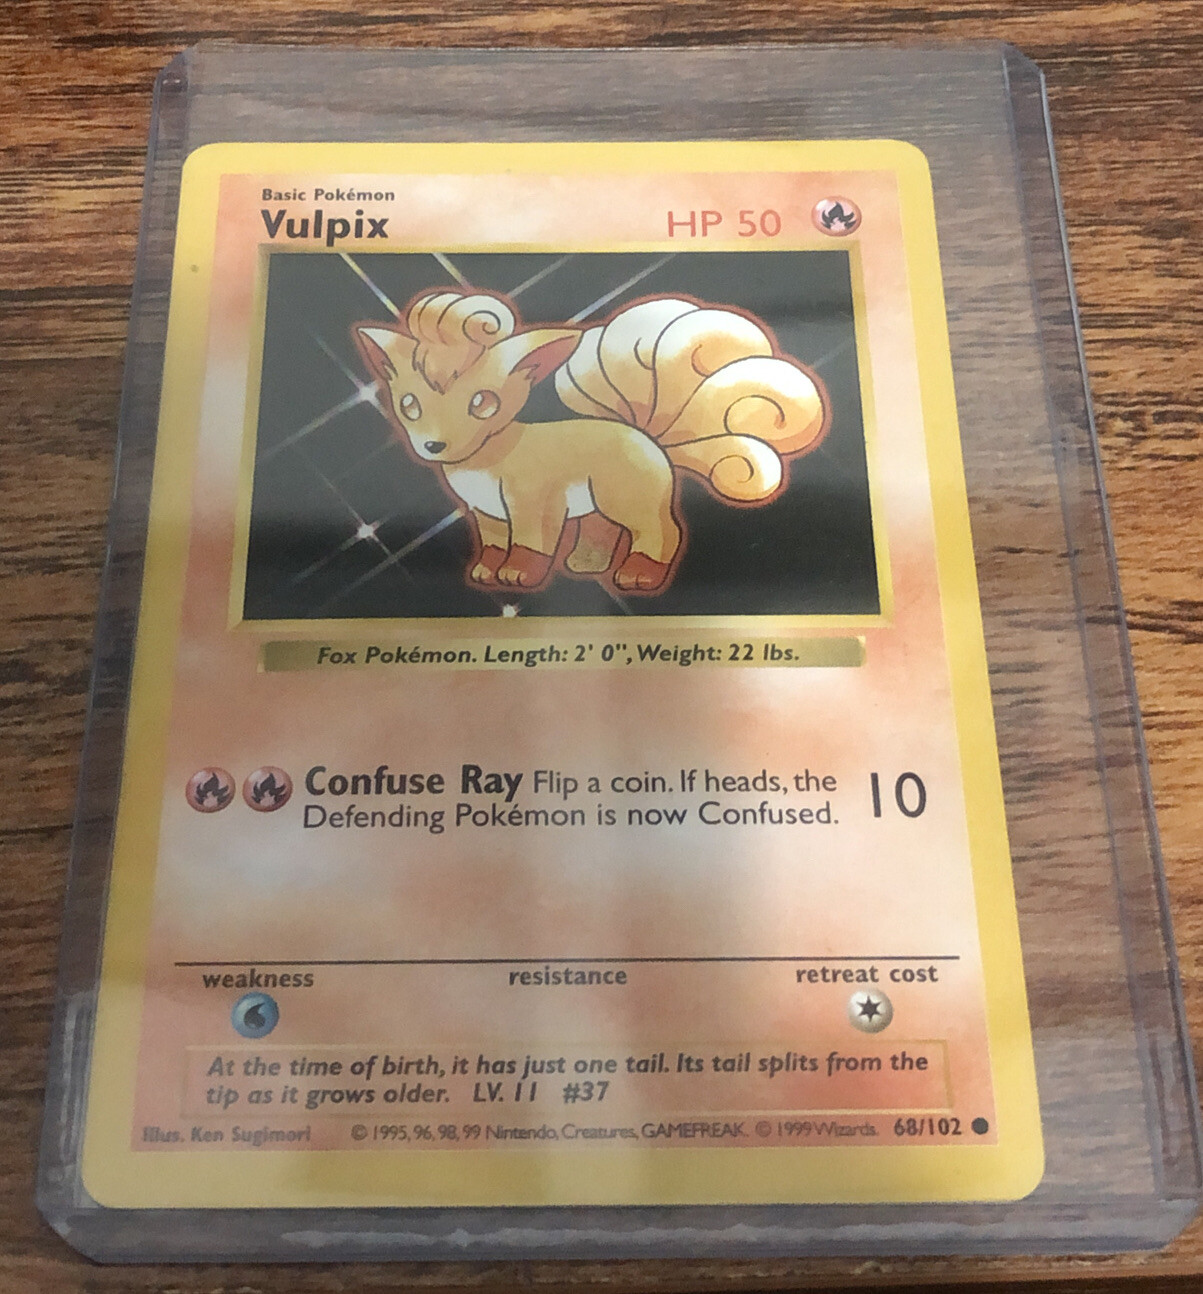 Basic Pokémon
Vulpix HP 50
Fox Pokémon. Length: 2' 0", Weight: 22 lbs.
Confuse Ray Flip a coin. If heads, the 10
Defending Pokémon is now Confused.
weakness resistance retreat cost
At the time of birth, it has just one tail. Its tail splits from the
tip as it grows older. LV. 11 #37
Illus. Ken Sugimori © 1995, 96, 98, 99 Nintendo, Creatures, GAMEFREAK. © 1999 Wizards. 68/102